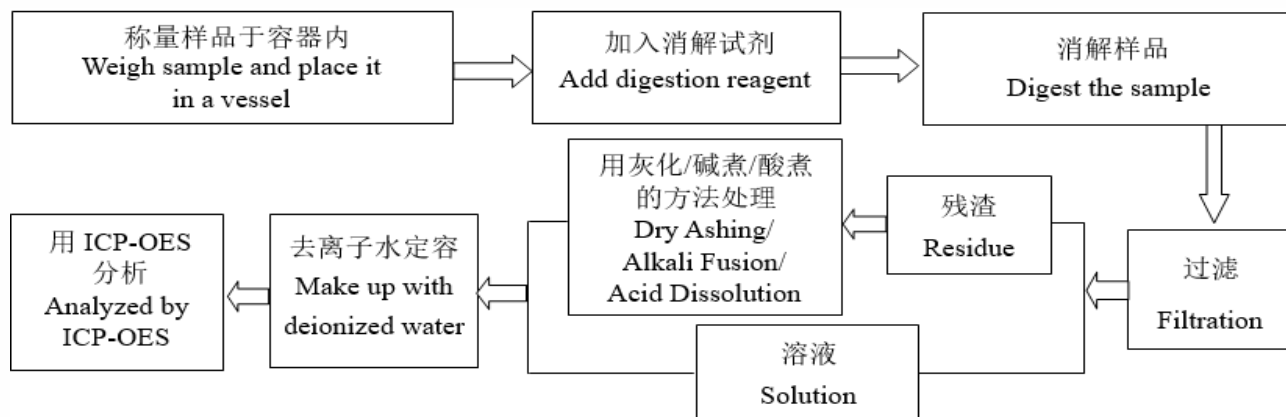 称量样品于容器内
Weigh sample and place it
in a vessel
加入消解试剂
Add digestion reagent
消解样品
Digest the sample
过滤
Filtration
残渣
Residue
溶液
Solution
用灰化/碱煮/酸煮
的方法处理
Dry Ashing/
Alkali Fusion/
Acid Dissolution
去离子水定容
Make up with
deionized water
用 ICP-OES
分析
Analyzed by
ICP-OES